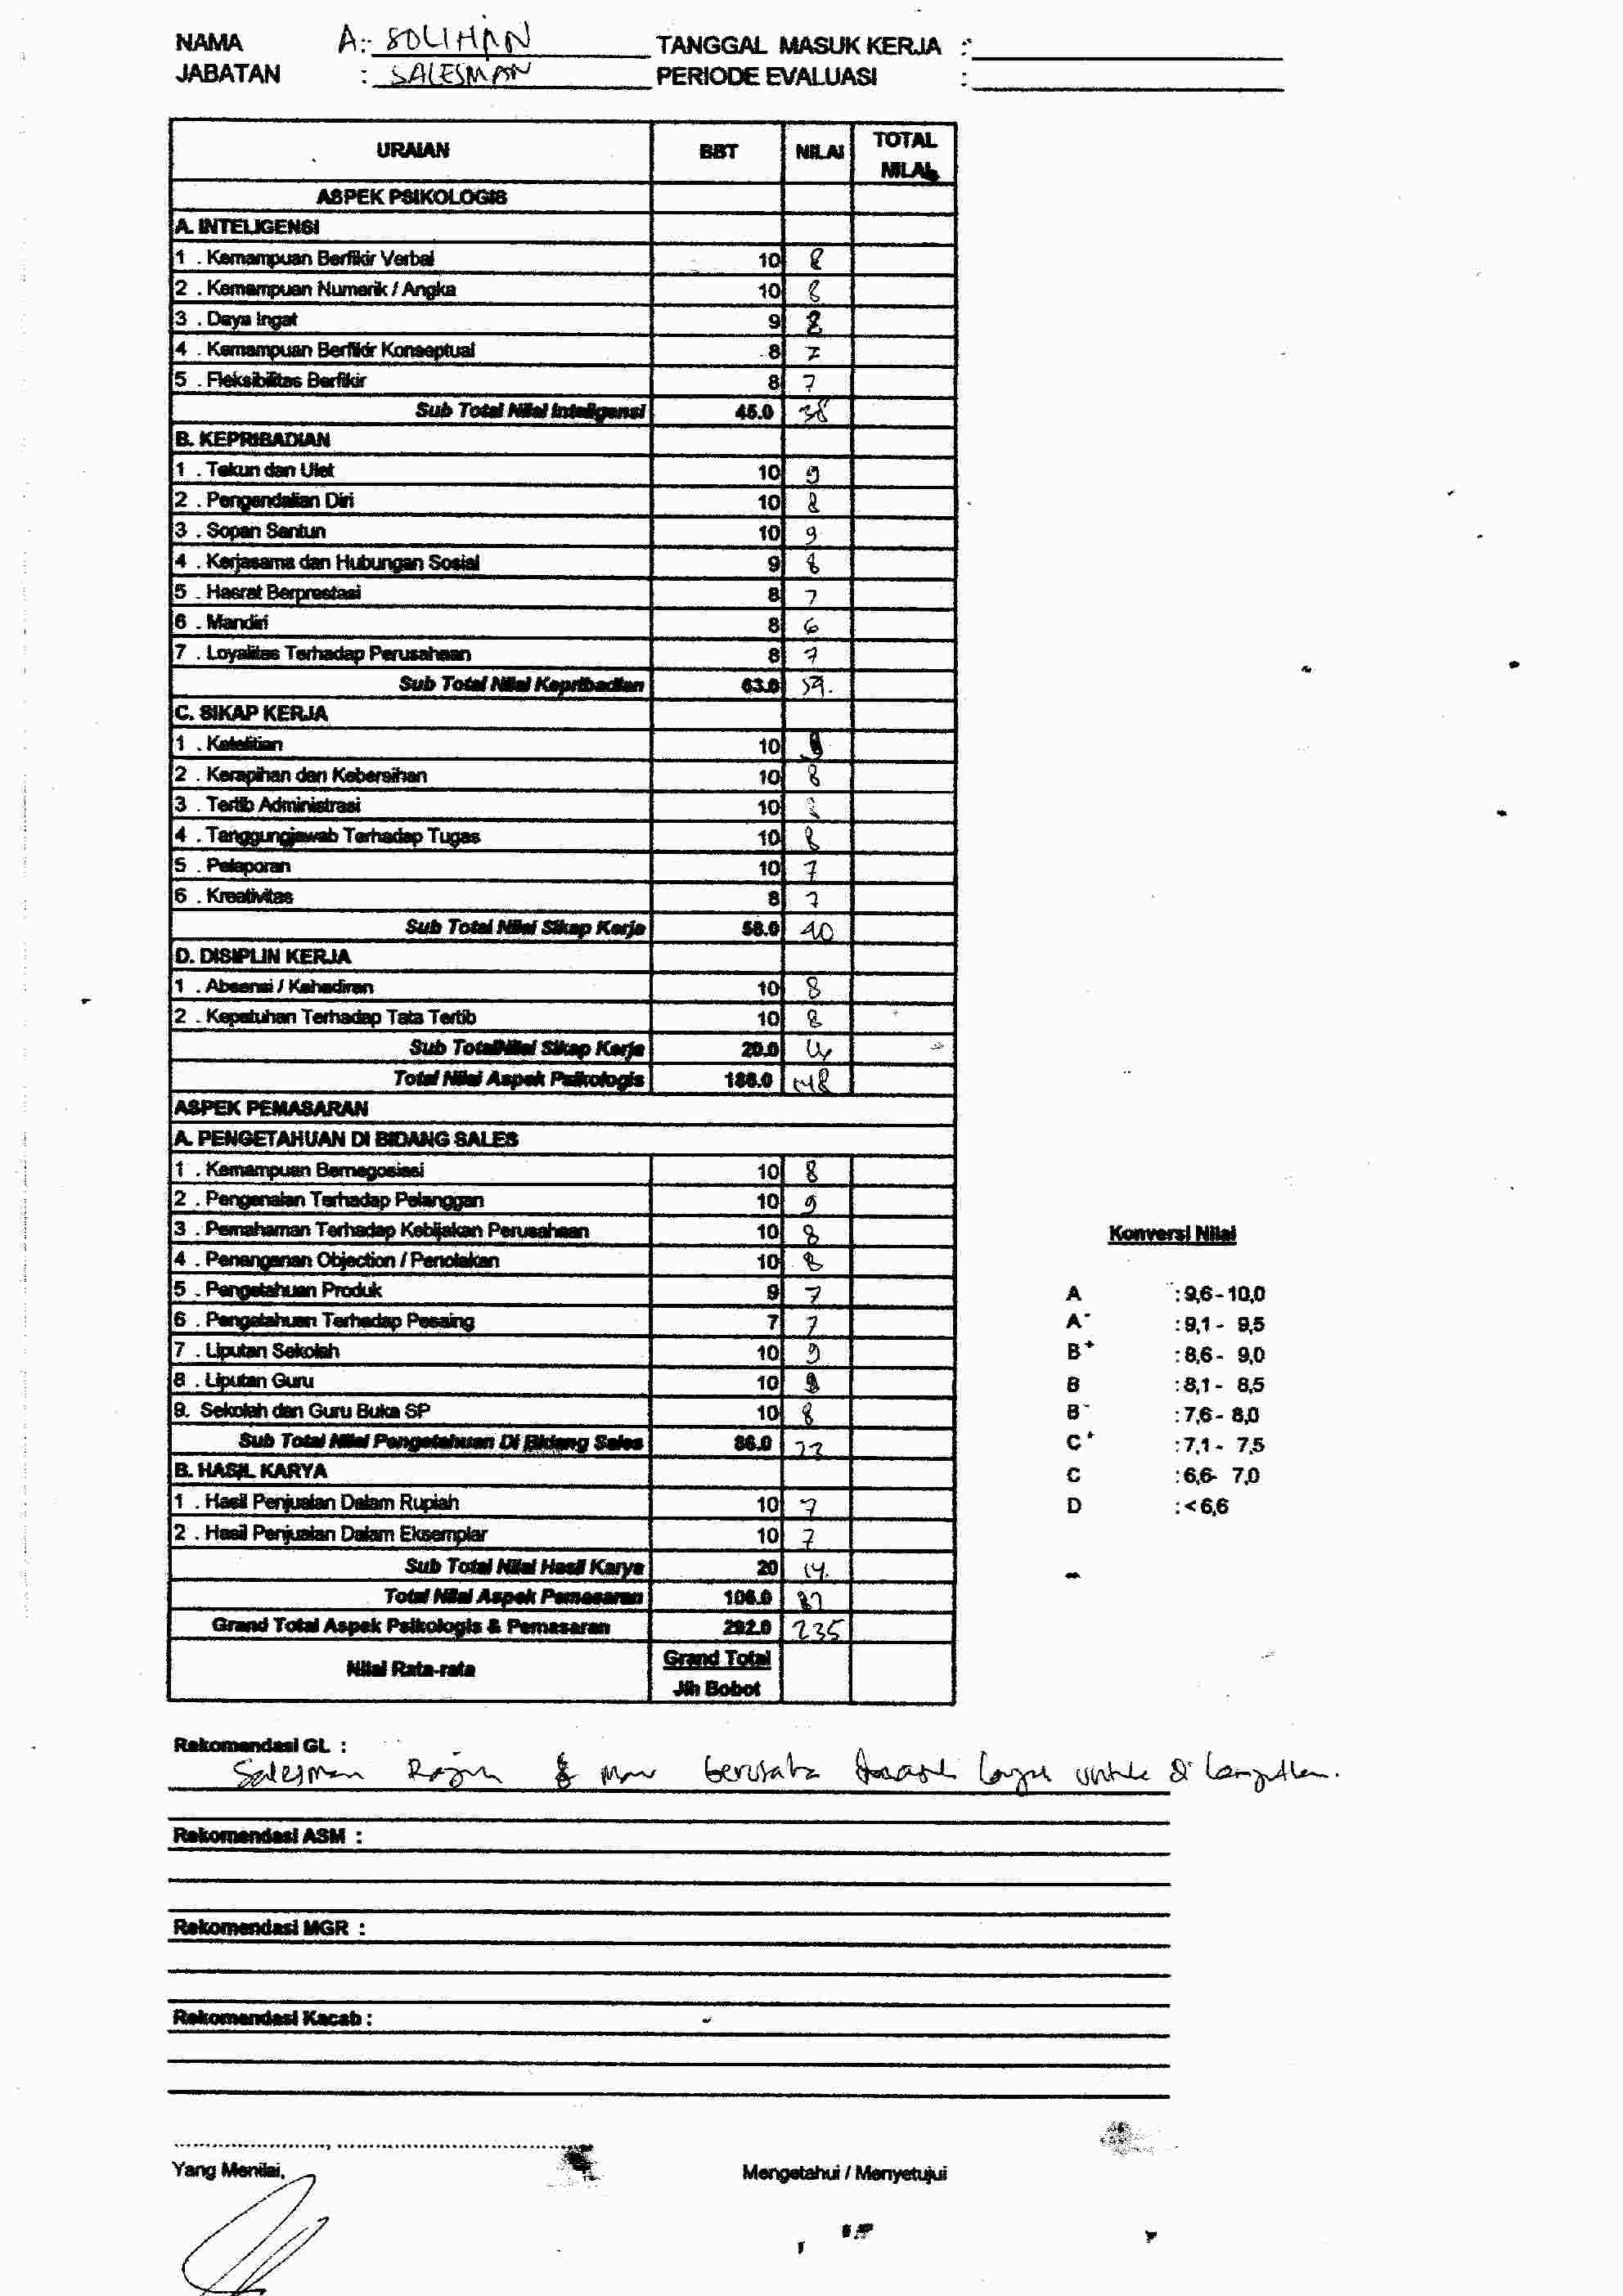 NAMA A. : SOLIHAN TANGGAL MASUK KERJA :
JABATAN : SALESMAN PERIODE EVALUASI :
URAIAN BBT NILAI TOTAL NILAI
ASPEK PSIKOLOGIS
A. INTELIGENSI
1 . Kemampuan Berfikir Verbal 10 8
2 . Kemampuan Numerik / Angka 10 8
3 . Daya Ingat 9 8
4 . Kemampuan Berfikir Konseptual 8 7
5 . Fleksibilitas Berfikir 8 7
Sub Total Nilai Inteligensi 45.0 38
B. KEPRIBADIAN
1 . Tekun dan Ulet 10 9
2 . Pengendalian Diri 10 8
3 . Sopan Santun 10 9
4 . Kerjasama dan Hubungan Sosial 9 8
5 . Hasrat Berprestasi 8 7
6 . Mandiri 8 6
7 . Loyalitas Terhadap Perusahaan 8 7
Sub Total Nilai Kepribadian 63.0 54.
C. SIKAP KERJA
1 . Ketelitian 10
2 . Kerapihan dan Kebersihan 10 8
3 . Tertib Administrasi 10
4 . Tanggungjawab Terhadap Tugas 10 8
5 . Pelaporan 10 7
6 . Kreativitas 8 7
Sub Total Nilai Sikap Kerja 58.0 40
D. DISIPLIN KERJA
1 . Absensi / Kehadiran 10 8
2 . Kepatuhan Terhadap Tata Tertib 10 8
Sub TotalNilai Sikap Kerja 20.0 16
Total Nilai Aspek Psikologis 186.0 148
ASPEK PEMASARAN
A. PENGETAHUAN DI BIDANG SALES
1 . Kemampuan Bernegosiasi 10 8
2 . Pengenalan Terhadap Pelanggan 10 9
3 . Pemahaman Terhadap Kebijakan Perusahaan 10 8
4 . Penanganan Objection / Penolakan 10 8
5 . Pengetahuan Produk 9 7
6 . Pengetahuan Terhadap Pesaing 7 7
7 . Liputan Sekolah 10 9
8 . Liputan Guru 10
9. Sekolah dan Guru Buka SP 10 8
Sub Total Nilai Pengetahuan Di Bidang Sales 86.0 73
B. HASIL KARYA
1 . Hasil Penjualan Dalam Rupiah 10 7
2 . Hasil Penjualan Dalam Eksemplar 10 7
Sub Total Nilai Hasil Karya 20 14.
Total Nilai Aspek Pemasaran 106.0 87
Grand Total Aspek Psikologis & Pemasaran 292.0 235
Nilai Rata-rata Grand Total
Jlh Bobot
Konversi Nilai
A : 9,6 - 10,0
A- : 9,1 - 9,5
B+ : 8,6 - 9,0
B : 8,1 - 8,5
B- : 7,6 - 8,0
C+ : 7,1 - 7,5
C : 6,6- 7,0
D : < 6,6
Rekomendasi GL :
Salesman Rajin & mau berusaha layak untuk di lanjutkan.
Rekomendasi ASM :
Rekomendasi MGR :
Rekomendasi Kacab :
Yang Menilai, Mengetahui / Menyetujui